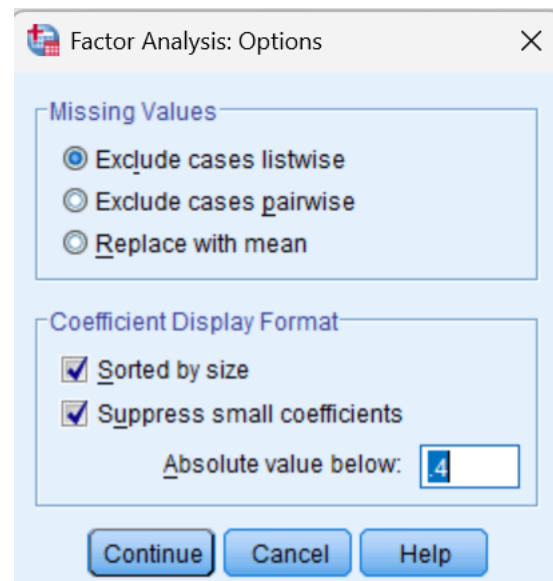 Factor Analysis: Options
Missing Values
Exclude cases listwise
Exclude cases pairwise
Replace with mean
Coefficient Display Format
Sorted by size
Suppress small coefficients
Absolute value below: .4
Continue Cancel Help